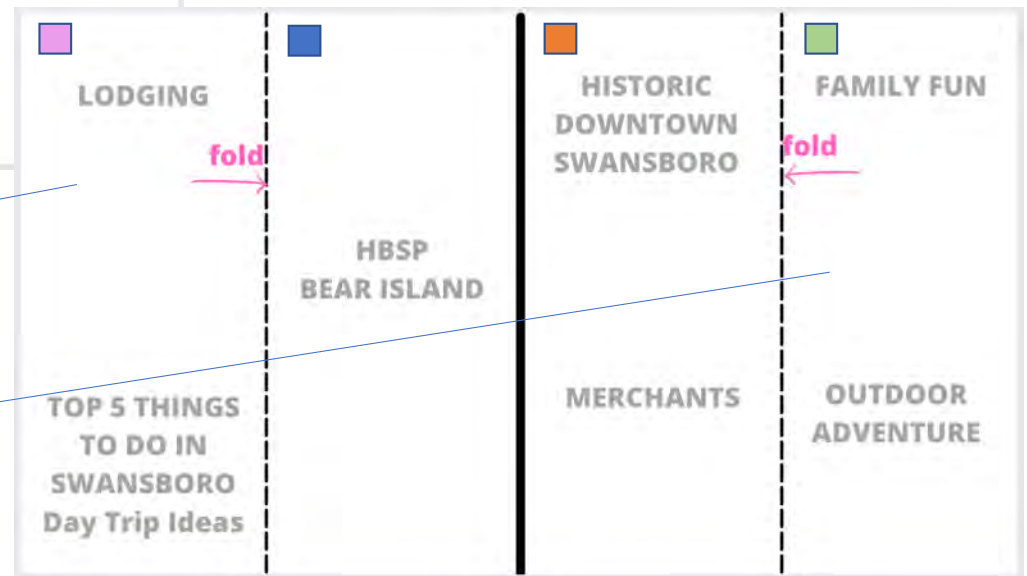 LODGING
fold
TOP 5 THINGS
TO DO IN
SWANSBORO
Day Trip Ideas
HBSP
BEAR ISLAND
HISTORIC
DOWNTOWN
SWANSBORO
MERCHANTS
FAMILY FUN
fold
OUTDOOR
ADVENTURE